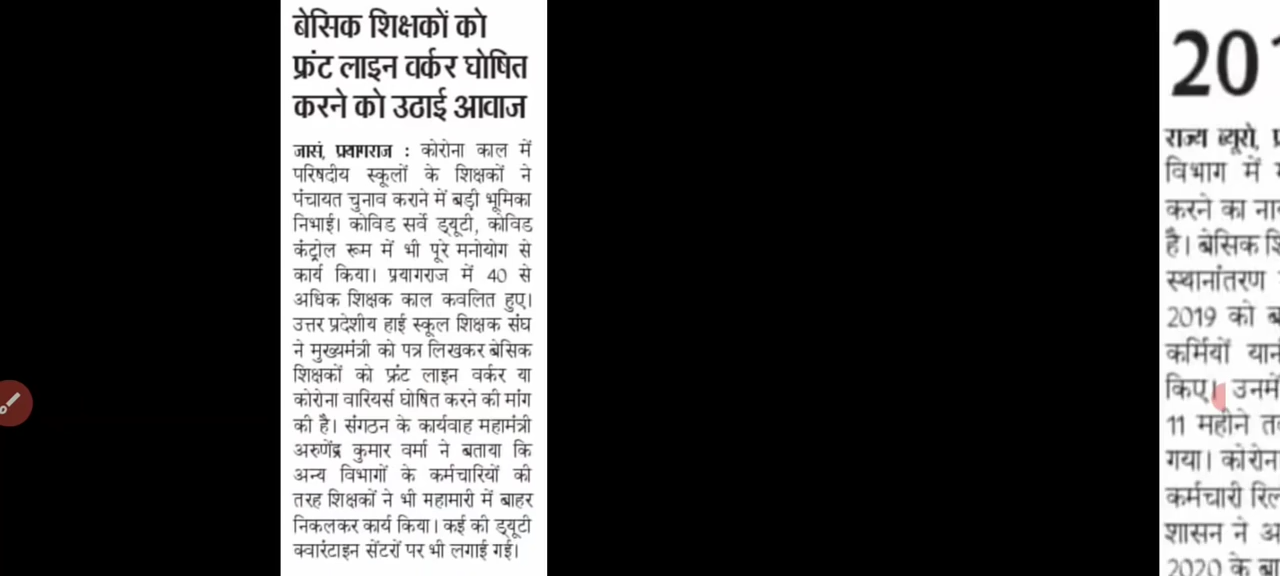 बेसिक शिक्षकों को
फ्रंट लाइन वर्कर घोषित
करने को उठाई आवाज
जासं, प्रयागराज : कोरोना काल में
परिषदीय स्कूलों के शिक्षकों ने
पंचायत चुनाव कराने में बड़ी भूमिका
निभाई। कोविड सर्वे ड्यूटी, कोविड
कंट्रोल रूम में भी पूरे मनोयोग से
कार्य किया। प्रयागराज में 40 से
अधिक शिक्षक काल कवलित हुए।
उत्तर प्रदेशीय हाई स्कूल शिक्षक संघ
ने मुख्यमंत्री को पत्र लिखकर बेसिक
शिक्षकों को फ्रंट लाइन वर्कर या
कोरोना वारियर्स घोषित करने की मांग
की है। संगठन के कार्यवाह महामंत्री
अरुणेंद्र कुमार वर्मा ने बताया कि
अन्य विभागों के कर्मचारियों की
तरह शिक्षकों ने भी महामारी में बाहर
निकलकर कार्य किया। कई की ड्यूटी
क्वारंटाइन सेंटरों पर भी लगाई गई।
20
राज्य ब्यूरो,
विभाग में
करने का
है। बेसिक
स्थानांतरण
2019 को
कर्मियों
किए। उनमें
11 महीने
गया।
कर्मचारी
शासन ने
2020 के